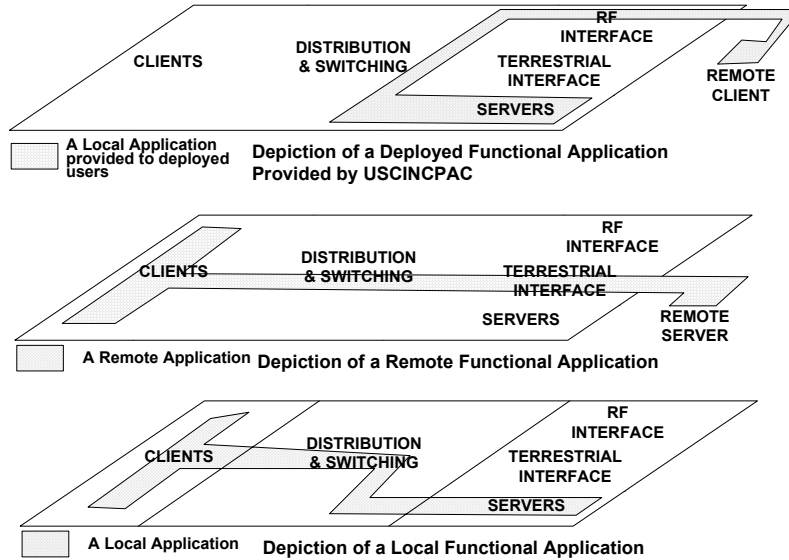 CLIENTS
DISTRIBUTION
& SWITCHING
RF
INTERFACE
TERRESTRIAL
INTERFACE
SERVERS
REMOTE
CLIENT
A Local Application
provided to deployed
users
Depiction of a Deployed Functional Application
Provided by USCINCPAC
CLIENTS
DISTRIBUTION
& SWITCHING
RF
INTERFACE
TERRESTRIAL
INTERFACE
SERVERS
REMOTE
SERVER
A Remote Application
Depiction of a Remote Functional Application
CLIENTS
DISTRIBUTION
& SWITCHING
RF
INTERFACE
TERRESTRIAL
INTERFACE
SERVERS
A Local Application
Depiction of a Local Functional Application